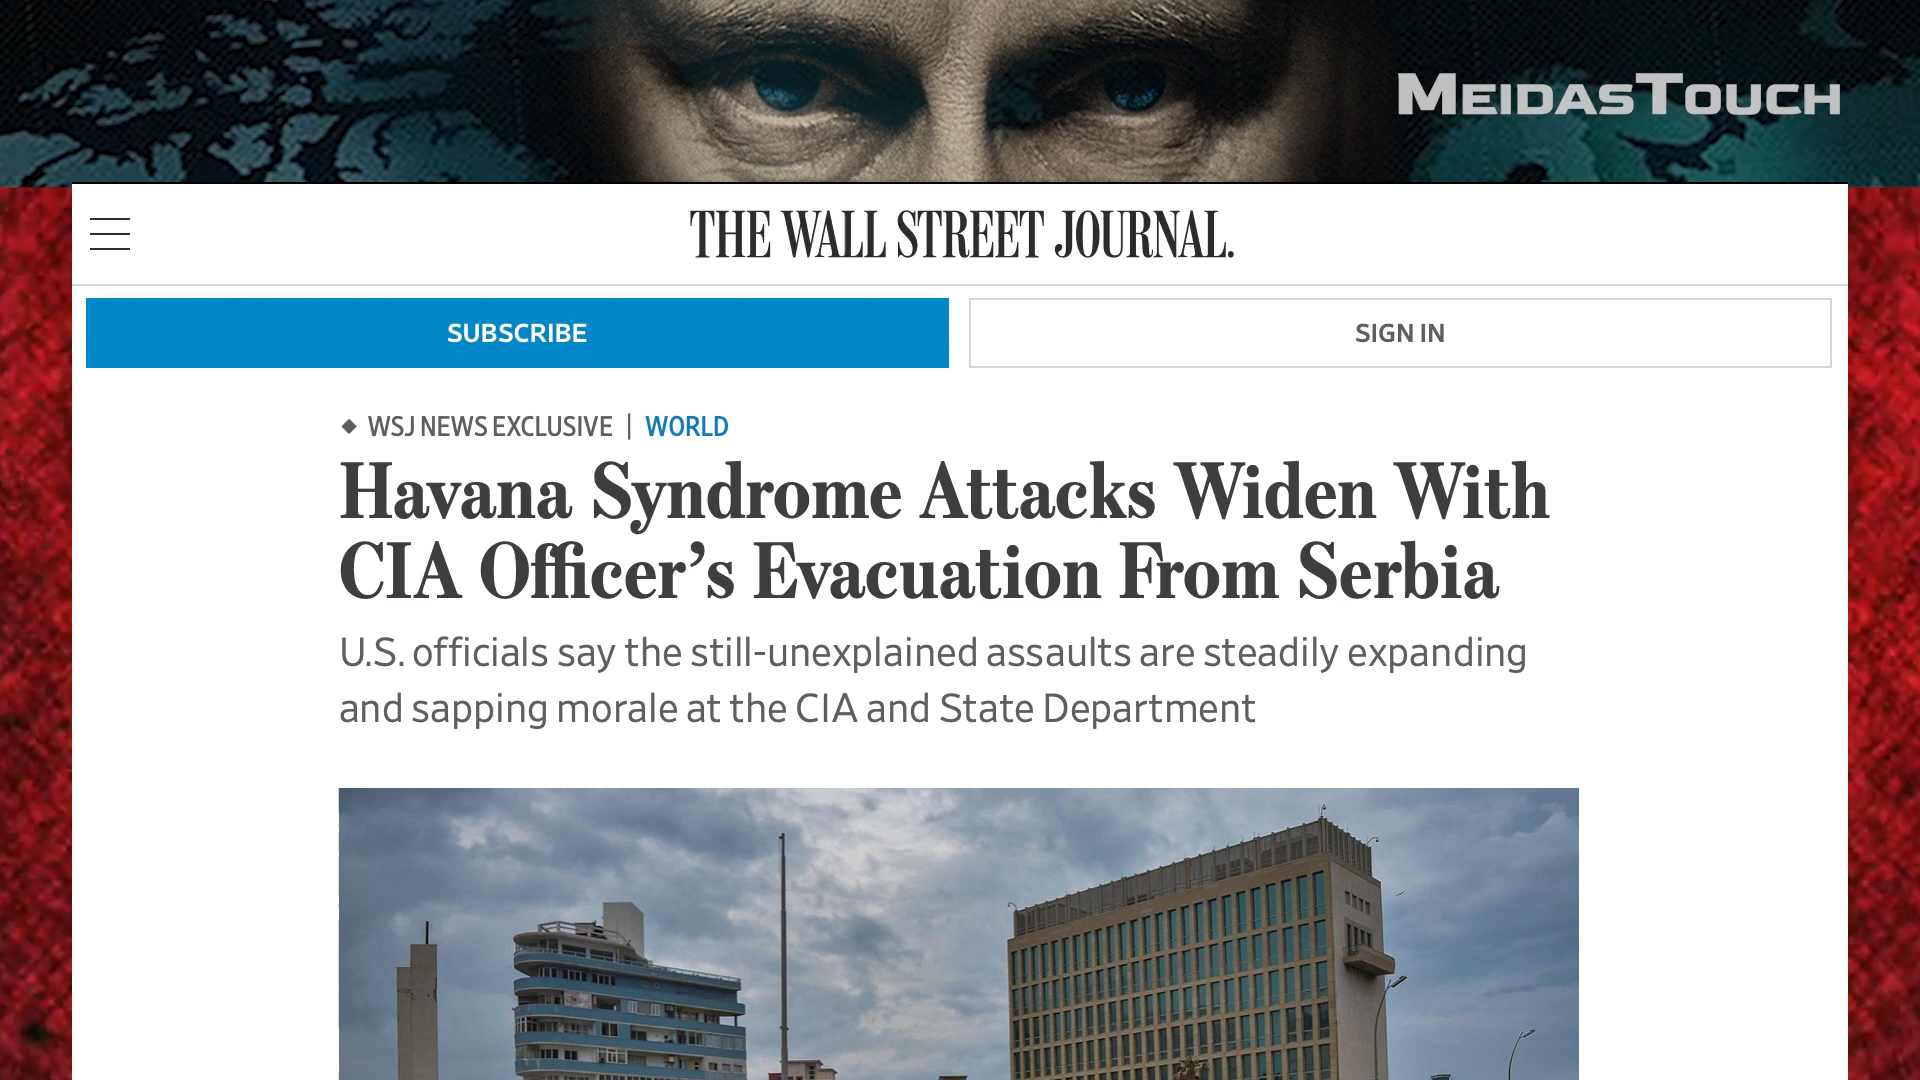 MEIDASTOUCH
THE WALL STREET JOURNAL.
SUBSCRIBE
SIGN IN
WSJ NEWS EXCLUSIVE | WORLD
Havana Syndrome Attacks Widen With
CIA Officer’s Evacuation From Serbia
U.S. officials say the still-unexplained assaults are steadily expanding
and sapping morale at the CIA and State Department